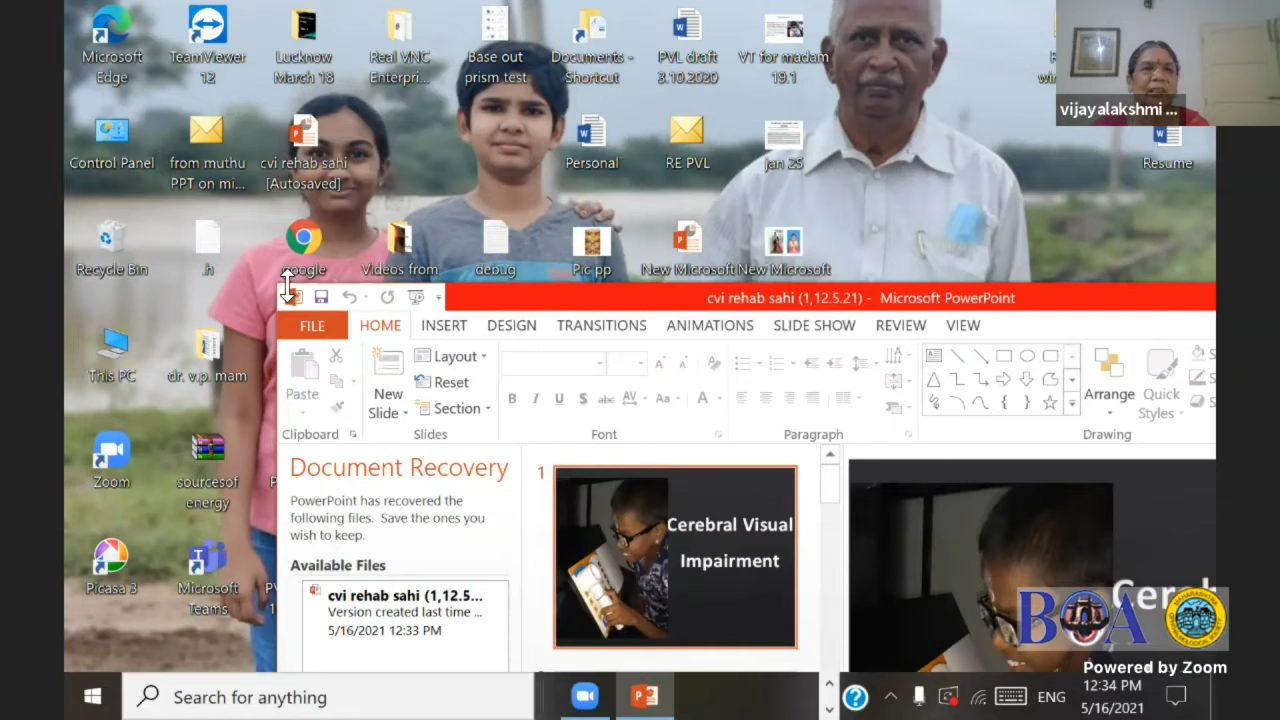 Microsoft
Edge
TeamViewer
12
Lucknow
March 18
Real VNC
Enterpri...
Base out
prism test
Documents -
Shortcut
PVL draft
3.10.2020
VT for madam
19.1
vijayalakshmi ...
Control Panel
from muthu
PPT on mi...
cvi rehab sahi
[Autosaved]
Personal
RE PVL
jan 25
Resume
Recycle Bin
.h
google
Videos from
debug
Pic pp
New Microsoft
New Microsoft
This PC
dr. v.p. mam
Zoom
sourcesof
energy
Picasa 3
Microsoft
Teams
cvi rehab sahi (1,12.5.21) - Microsoft PowerPoint
FILE HOME INSERT DESIGN TRANSITIONS ANIMATIONS SLIDE SHOW REVIEW VIEW
Paste
New
Slide
Layout
Reset
Section
B I U S abc AV Aa A
Arrange
Quick
Styles
Clipboard
Slides
Font
Paragraph
Drawing
Document Recovery
PowerPoint has recovered the
following files. Save the ones you
wish to keep.
Available Files
cvi rehab sahi (1,12.5...
Version created last time ...
5/16/2021 12:33 PM
1
Cerebral Visual
Impairment
BOA
Powered by Zoom
Search for anything
ENG
12:34 PM
5/16/2021